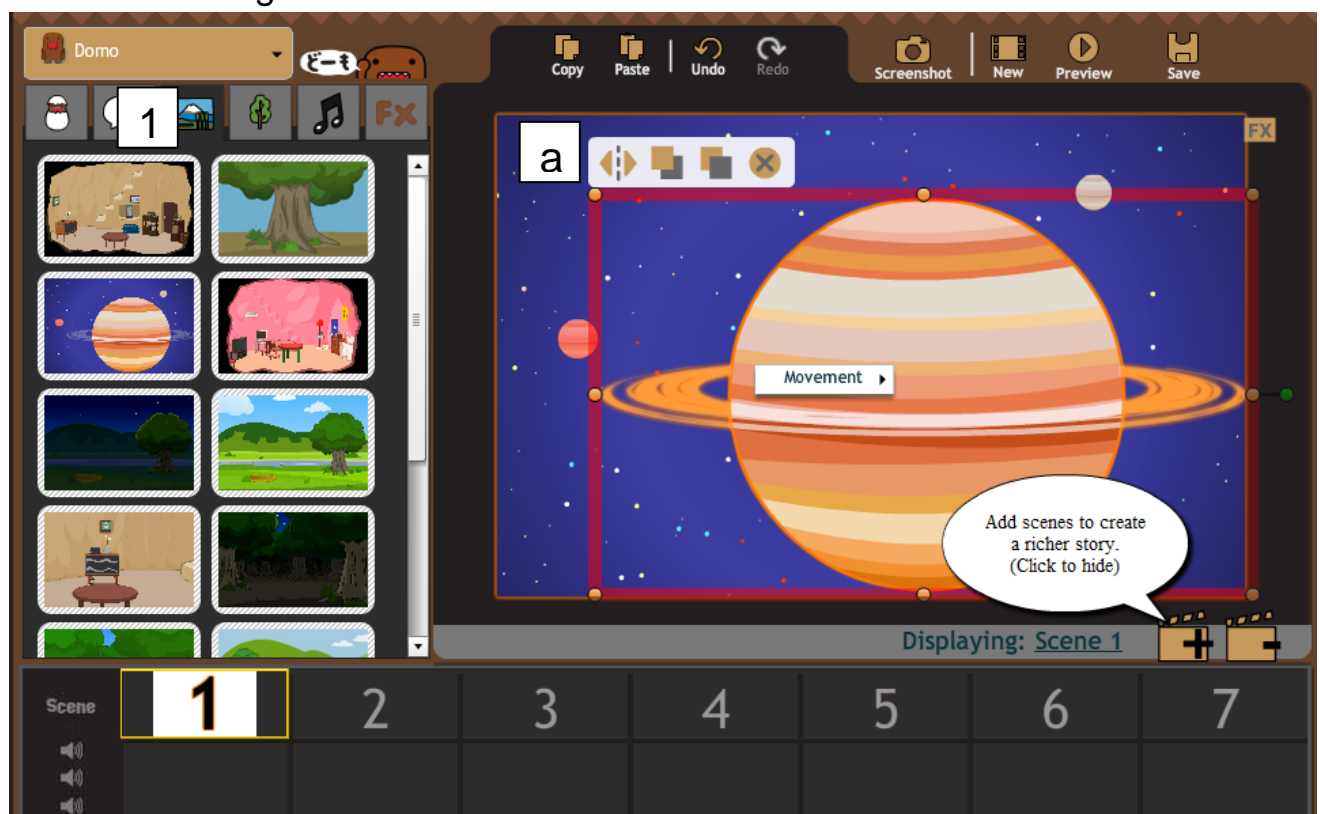 Domo
どーも
Copy
Paste
Undo
Redo
Screenshot
New
Preview
Save
1
FX
a
FX
Movement
Add scenes to create
a richer story.
(Click to hide)
Displaying: Scene 1
Scene
1 2 3 4 5 6 7